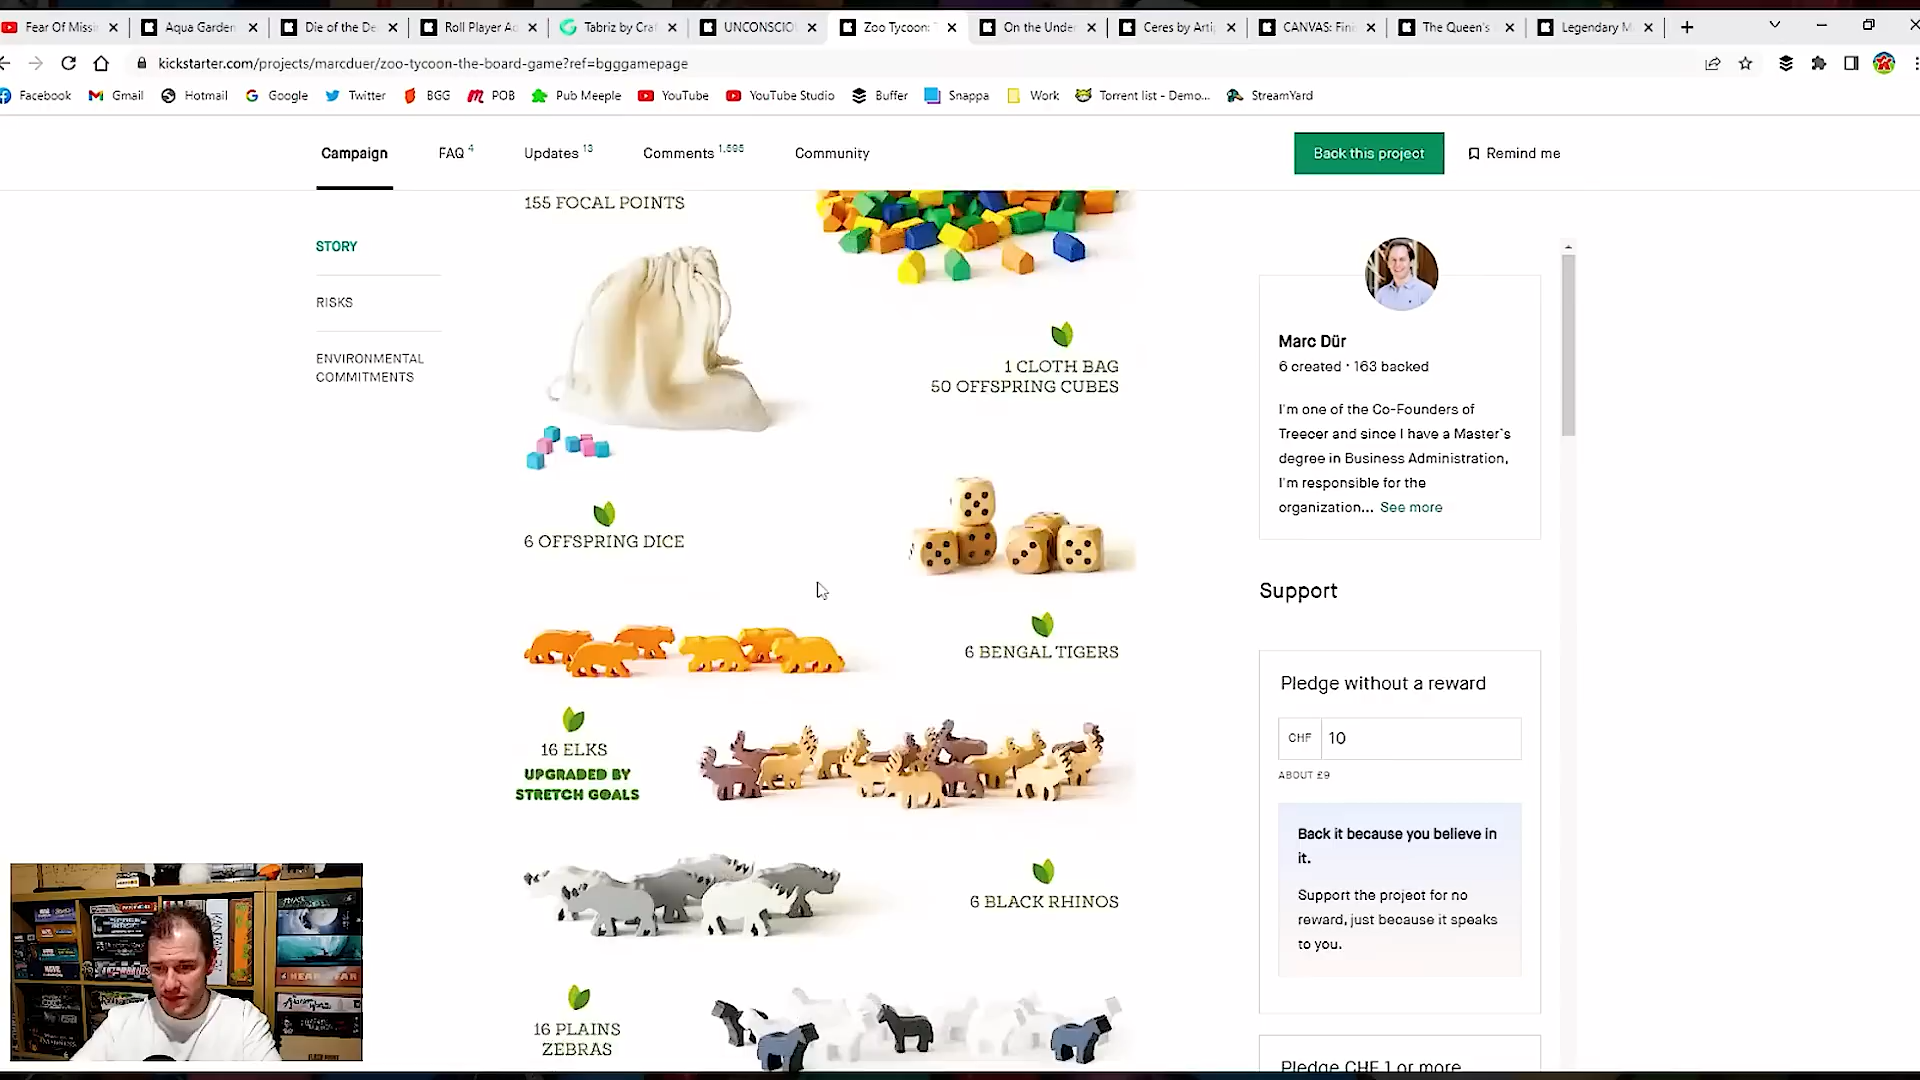 Fear Of Missi
Aqua Garden
Die of the De
Roll Player Ad
Tabriz by Craf
UNCONSCIO
Zoo Tycoon: T
On the Unde
Ceres by Arti
CANVAS: Fini
The Queen's
Legendary M
kickstarter.com/projects/marcduer/zoo-tycoon-the-board-game?ref=bgggamepage
Facebook
Gmail
Hotmail
Google
Twitter
BGG
POB
Pub Meeple
YouTube
YouTube Studio
Buffer
Snappa
Work
Torrent list - Demo...
StreamYard
Campaign
FAQ 4
Updates 13
Comments 1,595
Community
Back this project
Remind me
STORY
RISKS
ENVIRONMENTAL
COMMITMENTS
155 FOCAL POINTS
1 CLOTH BAG
50 OFFSPRING CUBES
6 OFFSPRING DICE
6 BENGAL TIGERS
16 ELKS
UPGRADED BY
STRETCH GOALS
6 BLACK RHINOS
16 PLAINS
ZEBRAS
Marc Dür
6 created · 163 backed
I'm one of the Co-Founders of
Treecer and since I have a Master's
degree in Business Administration,
I'm responsible for the
organization... See more
Support
Pledge without a reward
CHF 10
ABOUT £9
Back it because you believe in
it.
Support the project for no
reward, just because it speaks
to you.
Pledge CHF 1 or more